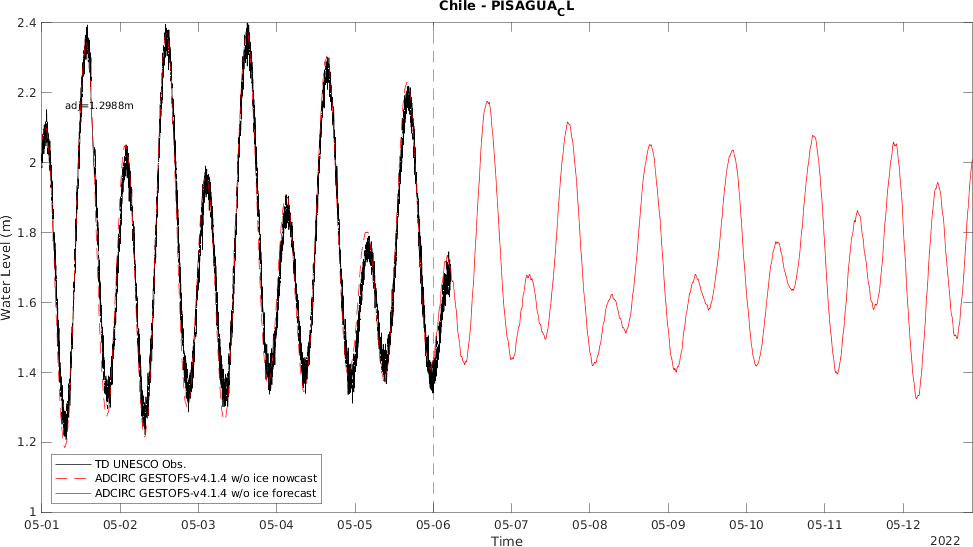 Chile - PISAGUA_CL
2.4
2.2
2
1.8
1.6
1.4
1.2
1
Water Level (m)
adj=1.2988m
TD UNESCO Obs.
ADCIRC GESTOFS-v4.1.4 w/o ice nowcast
ADCIRC GESTOFS-v4.1.4 w/o ice forecast
05-01 05-02 05-03 05-04 05-05 05-06 05-07 05-08 05-09 05-10 05-11 05-12
Time
2022